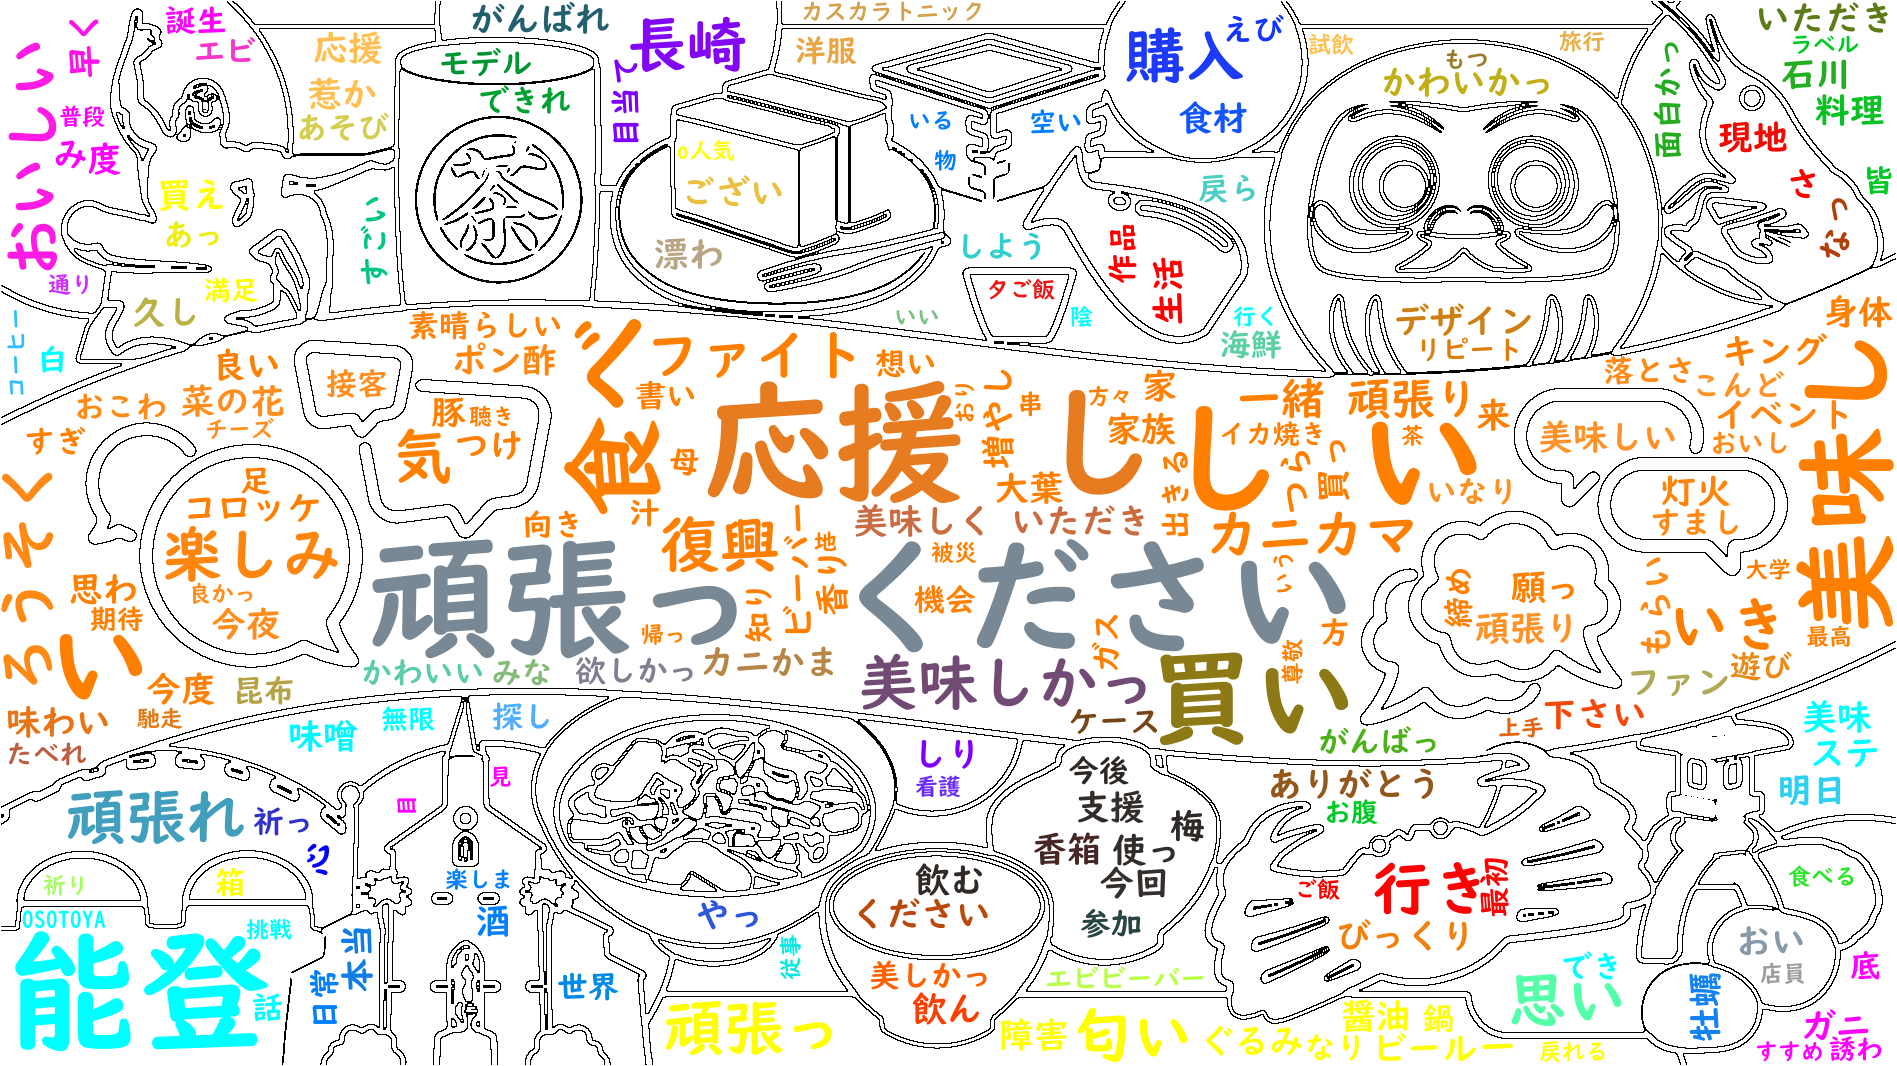 がんばれ
カスカラトニック
誕生
エビ
早く
応援
モデル
長崎
洋服
購入
えび
試飲
旅行
もつ
いただき
ラベル
石川
料理
おいしい
普段
み度
惹か
あそび
できれ
2当目
いる
物
空い
食材
かわいかっ
面白かっ
現地
さ
皆
茶
o人気
ござい
買え
あっ
すごい
漂わ
戻ら
しよう
作品
生活
なっ
通り
満足
久し
夕ご飯
いい
陰
行く
海鮮
デザイン
リピート
身体
コーヒー
白
素晴らしい
ポン酢
良い
接客
食べ
ファイト
想い
書い
応援
おり
増やし
串
方々
家
家族
しし
一緒
イカ焼き
頑張り
い
茶
来
落とさ
こんど
キング
イベント
おいし
美味し
おこわ
菜の花
チーズ
すぎ
豚
聴き
気
つけ
母
汁
大葉
出きる
つら
買っ
いなり
美味しい
灯火
すまし
足
コロッケ
楽しみ
良かっ
今夜
向き
復興
美味しく
いただき
カニカマ
ろうそく
思わ
期待
い
頑張っ
ください
ビーバー
地
香り
知り
帰っ
被災
機会
いう
ガス
方
尊敬
締め
願っ
頑張り
もらい
いき
大学
最高
遊び
今度
昆布
かわいい
みな
欲しかっ
カニかま
美味しかっ
買い
ファン
味わい
馳走
たべれ
味噌
無限
探し
ケース
がんばっ
上手
下さい
美味
ステ
明日
頑張れ
祈っ
目
見
しり
看護
今後
支援
梅
香箱
使っ
今回
参加
ありがとう
お腹
祈り
箱
楽しま
酒
やっ
飲む
ください
ご飯
行き
最初
びっくり
食べる
OSOTOYA
挑戦
能登
話
本当
日常
世界
従事
美しかっ
飲ん
エビビーバー
でき
思い
おい
店員
底
牡蠣
頑張っ
障害
匂い
ぐるみ
なり
醤油
鍋
ビールー
戻れる
ガニ
すすめ
誘わ